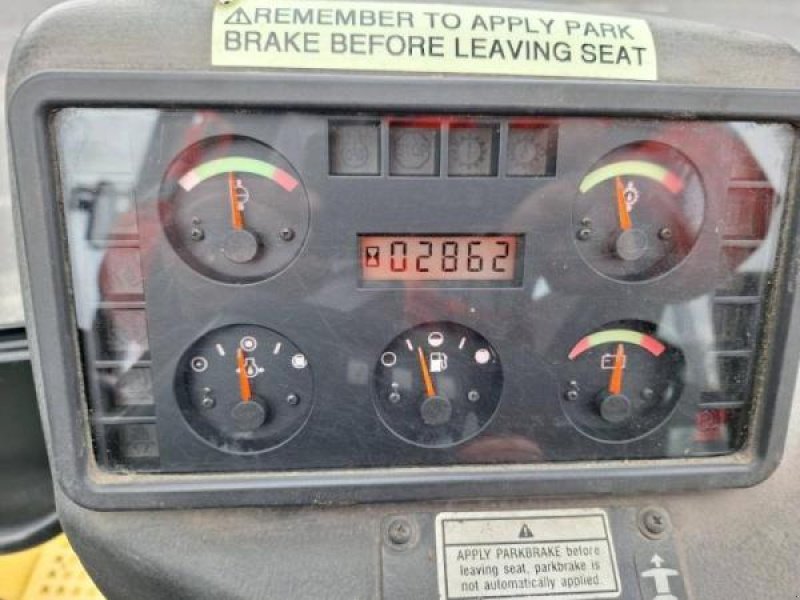 ⚠REMEMBER TO APPLY PARK
BRAKE BEFORE LEAVING SEAT
02862
APPLY PARKBRAKE before
leaving seat, parkbrake is
not automatically applied.